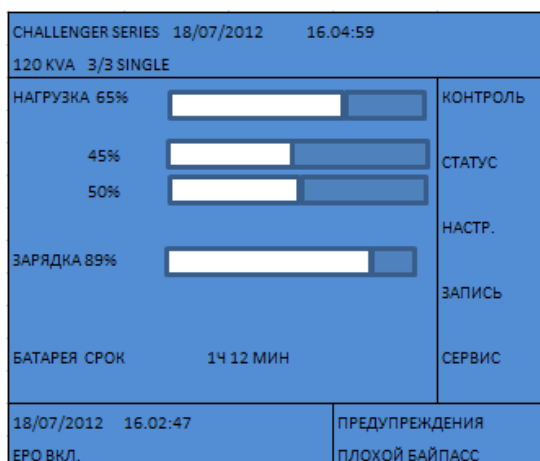 CHALLENGER SERIES 18/07/2012 16.04:59
120 KVA 3/3 SINGLE
НАГРУЗКА 65%
45%
50%
ЗАРЯДКА 89%
БАТАРЕЯ СРОК 1Ч 12 МИН
КОНТРОЛЬ
СТАТУС
НАСТР.
ЗАПИСЬ
СЕРВИС
18/07/2012 16.02:47
ЕРО ВКЛ.
ПРЕДУПРЕЖДЕНИЯ
ПЛОХОЙ БАЙПАСС